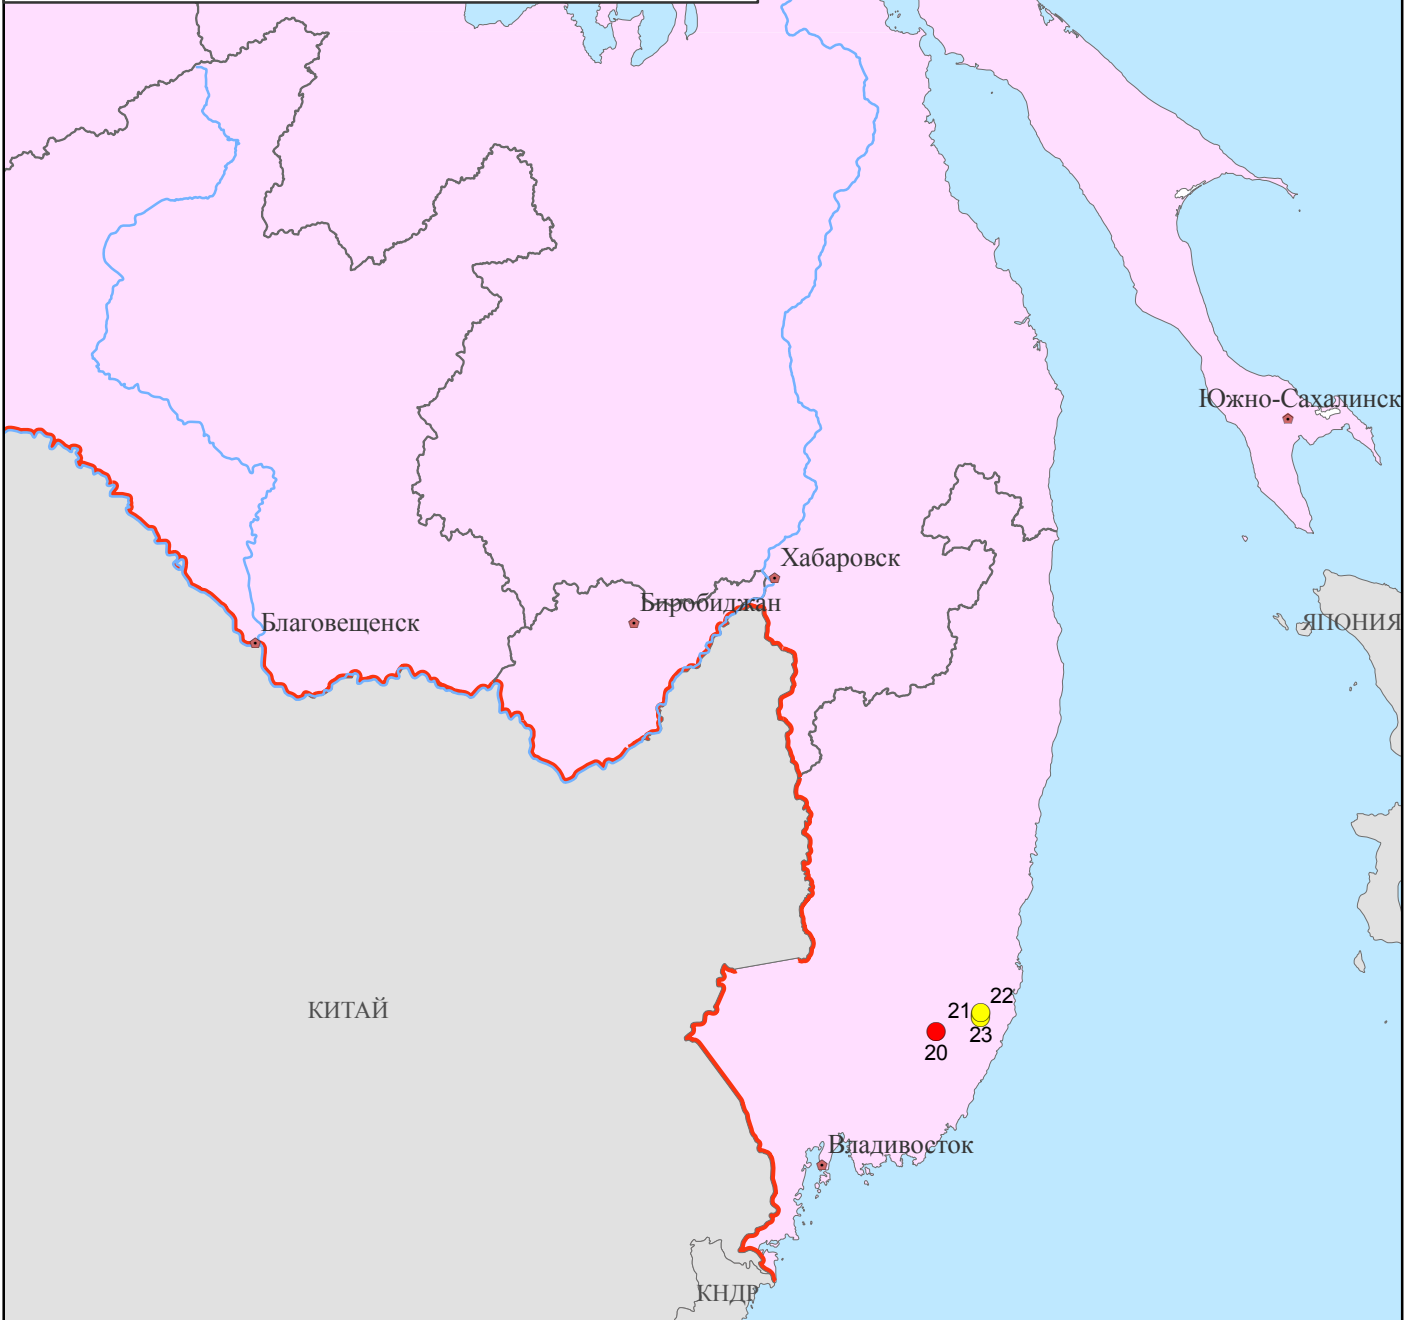 Южно-Сахалинск
Хабаровск
Биробиджан
Благовещенск
ЯПОНИЯ
КИТАЙ
22
21
23
20
Владивосток
КНДР